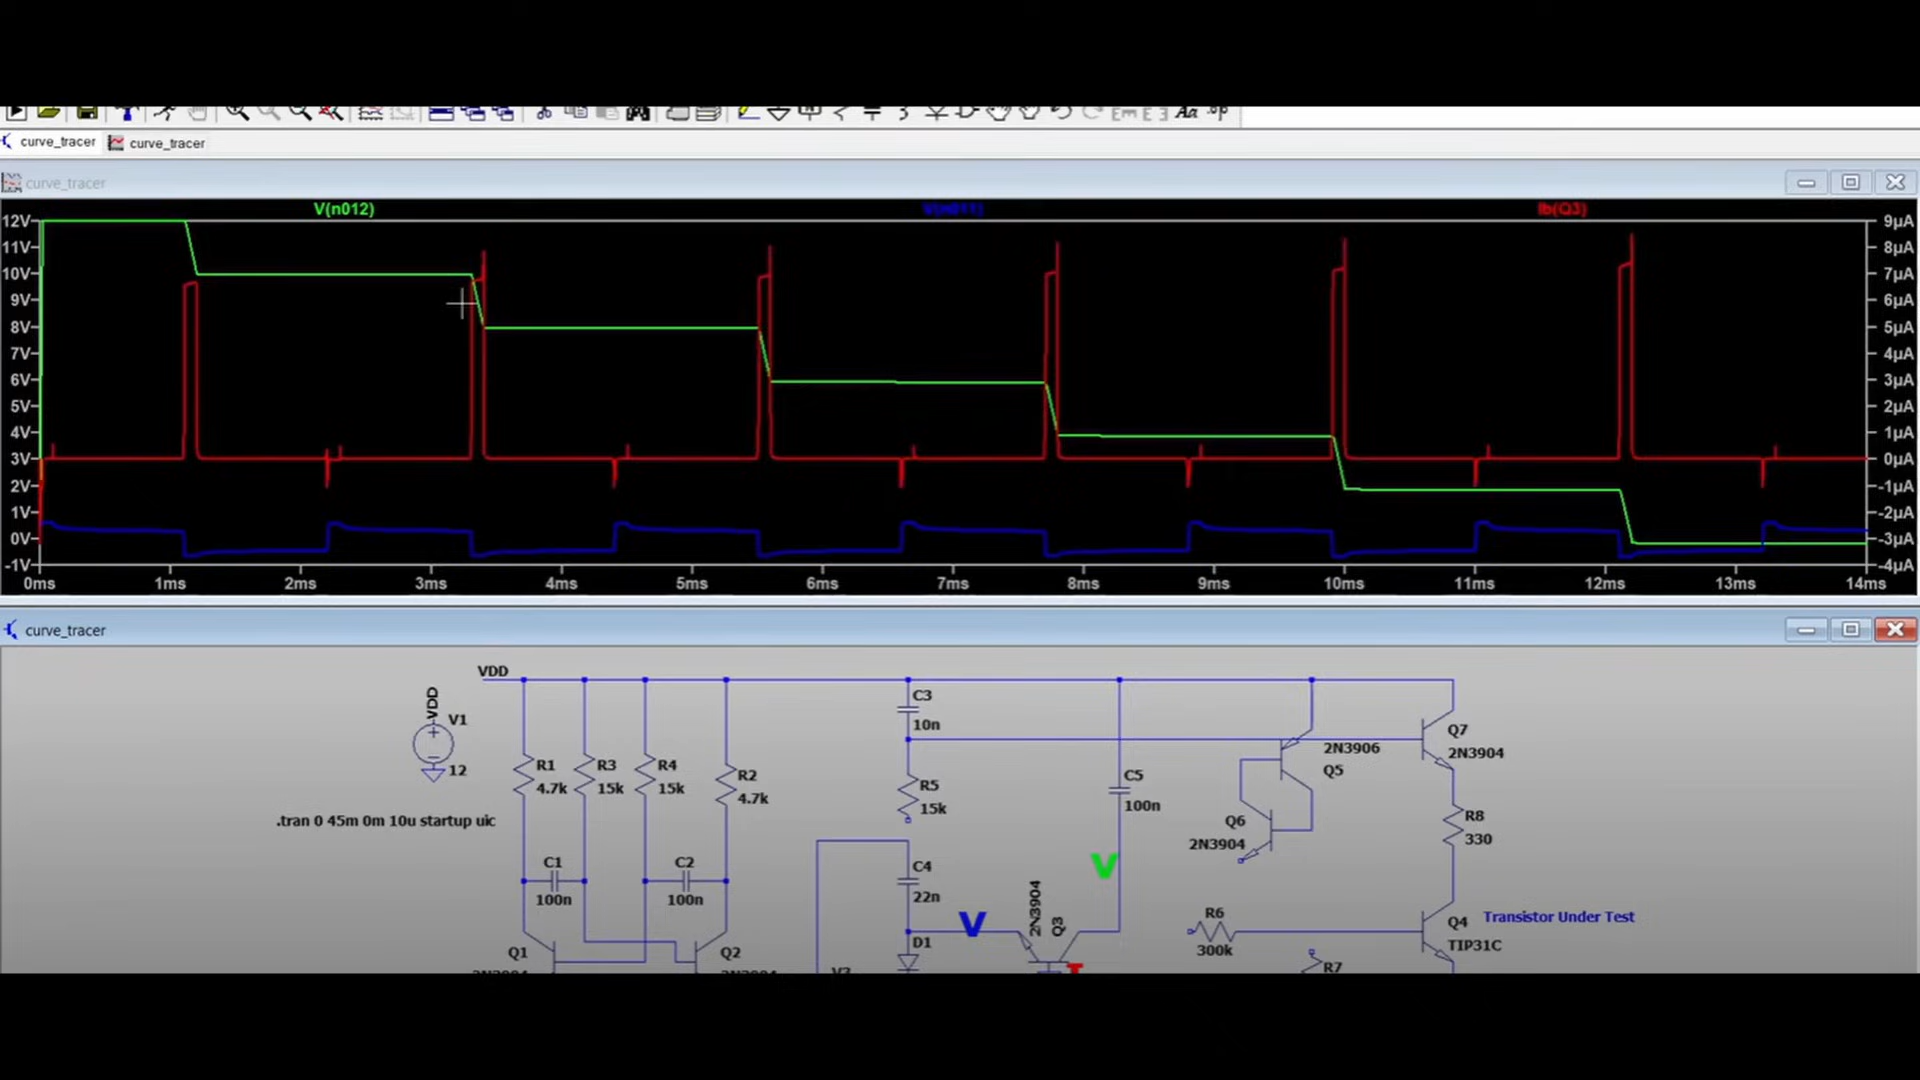 curve_tracer curve_tracer
curve_tracer
V(n012) V(n011) Ib(Q3)
12V 9µA
11V 8µA
10V 7µA
9V 6µA
8V 5µA
7V 4µA
6V 3µA
5V 2µA
4V 1µA
3V 0µA
2V -1µA
1V -2µA
0V -3µA
-1V -4µA
0ms 1ms 2ms 3ms 4ms 5ms 6ms 7ms 8ms 9ms 10ms 11ms 12ms 13ms 14ms
curve_tracer
VDD
VDD
V1
12
.tran 0 45m 0m 10u startup uic
R1
4.7k
R3
15k
R4
15k
R2
4.7k
C1
100n
C2
100n
Q1
Q2
C3
10n
R5
15k
C4
22n
D1
C5
100n
V
V
2N3904
Q3
2N3906
Q5
Q6
2N3904
Q7
2N3904
R8
330
R6
300k
R7
Q4
TIP31C
Transistor Under Test